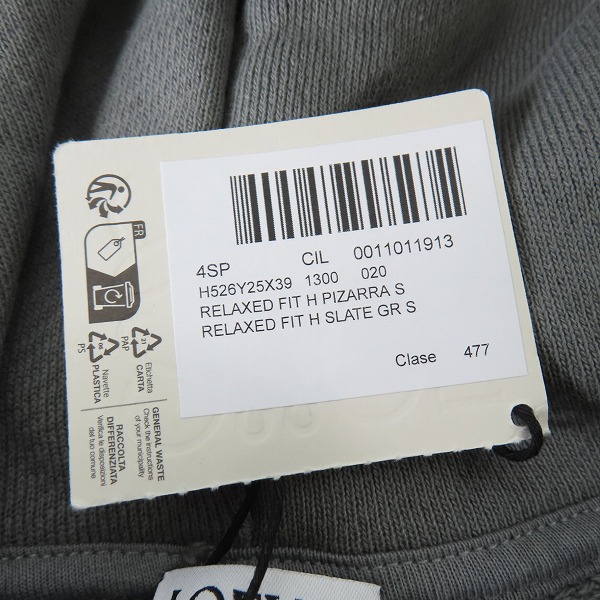 4SP CIL 0011011913
H526Y25X39 1300 020
RELAXED FIT H PIZARRA S
RELAXED FIT H SLATE GR S
Clase 477
FR
21
PAP
Etichetta
CARTA
06
PS
Navette
PLASTICA
GENERAL WASTE
Check the instructions
of your municipality
RACCOLTA
DIFFERENZIATA
Verifica le disposizioni
del tuo comune